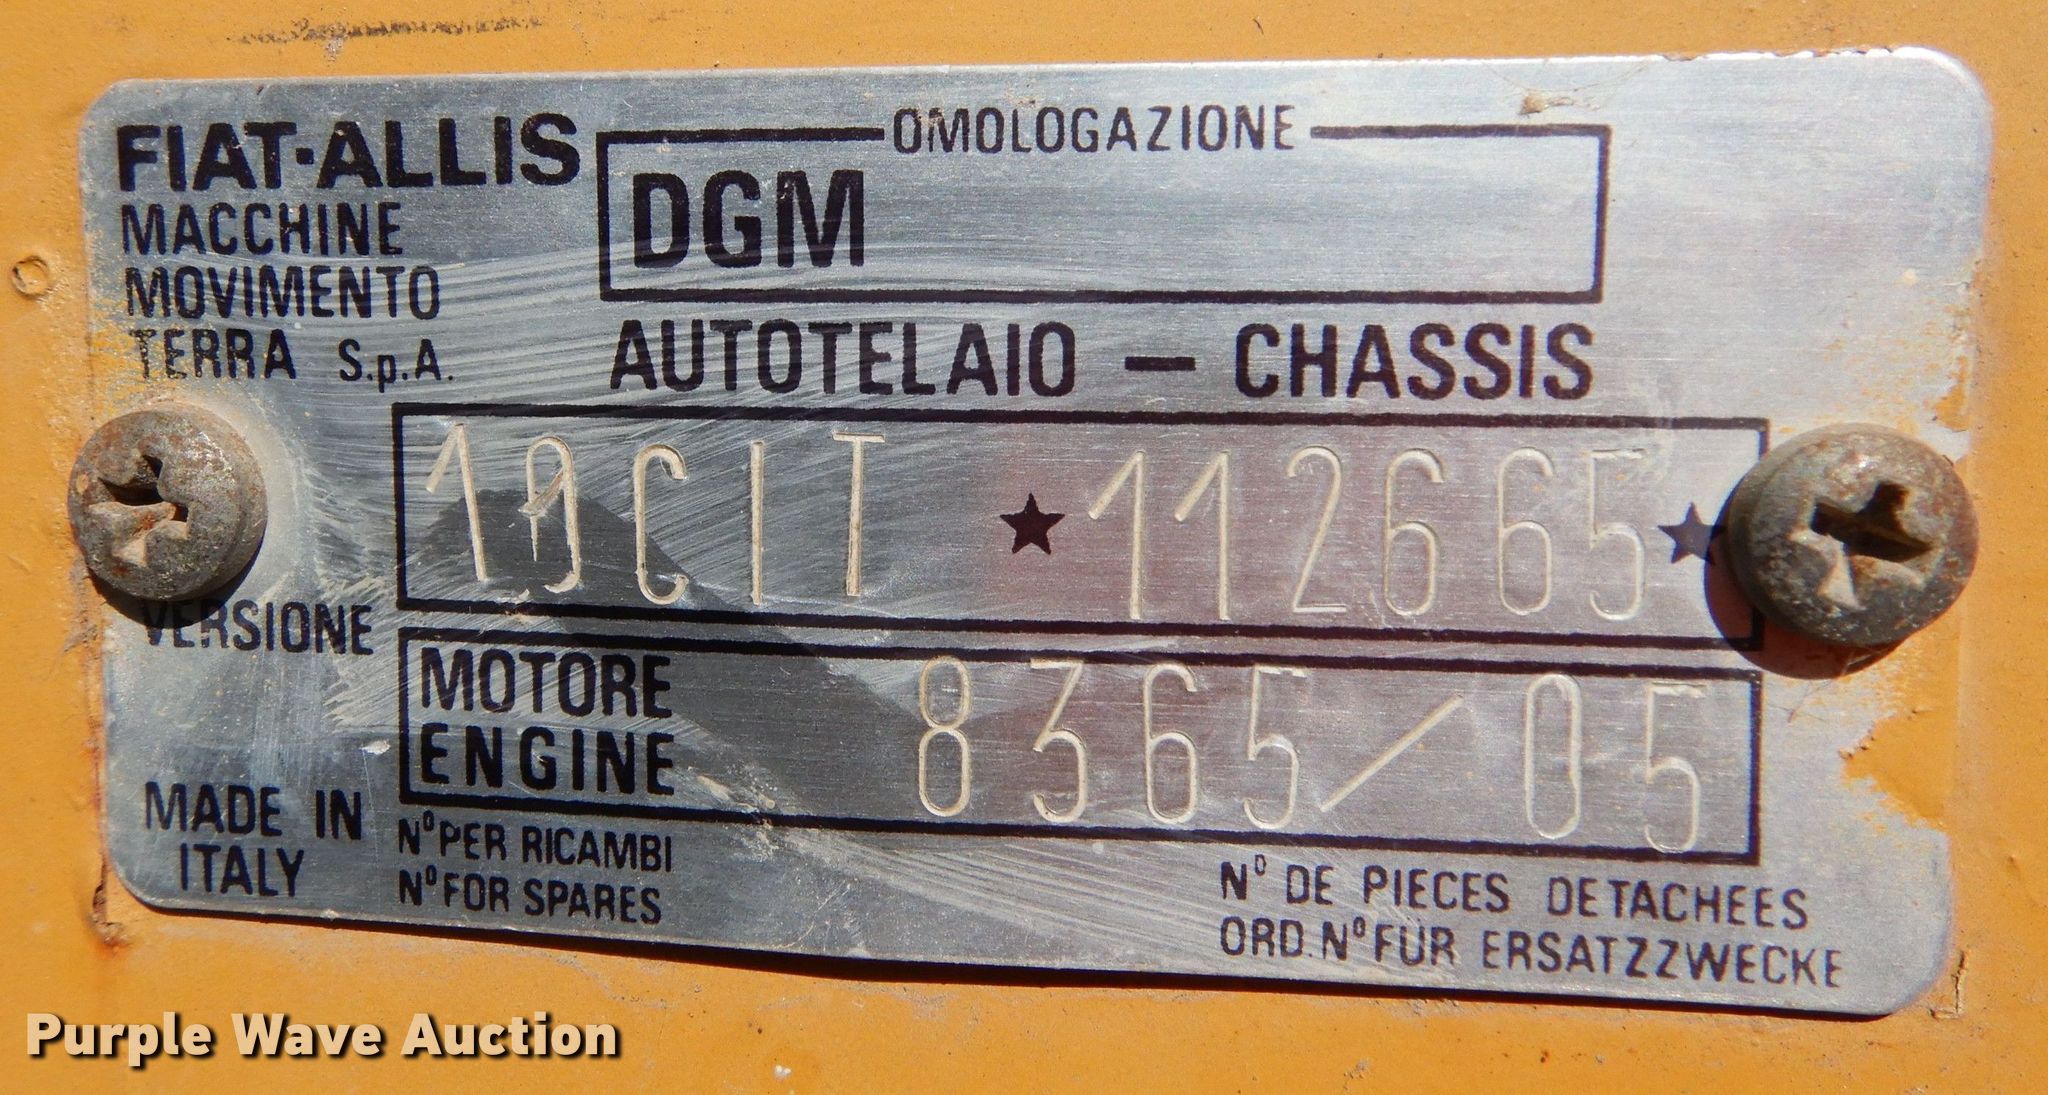 FIAT-ALLIS
MACCHINE
MOVIMENTO
TERRA S.p.A.
OMOLOGAZIONE
DGM
AUTOTELAIO — CHASSIS
★ 112665 ★
VERSIONE
MOTORE
ENGINE
8365/05
MADE IN
ITALY
N° PER RICAMBI
N° FOR SPARES
N° DE PIECES DETACHEES
ORD. N° FÜR ERSATZZWECKE
Purple Wave Auction